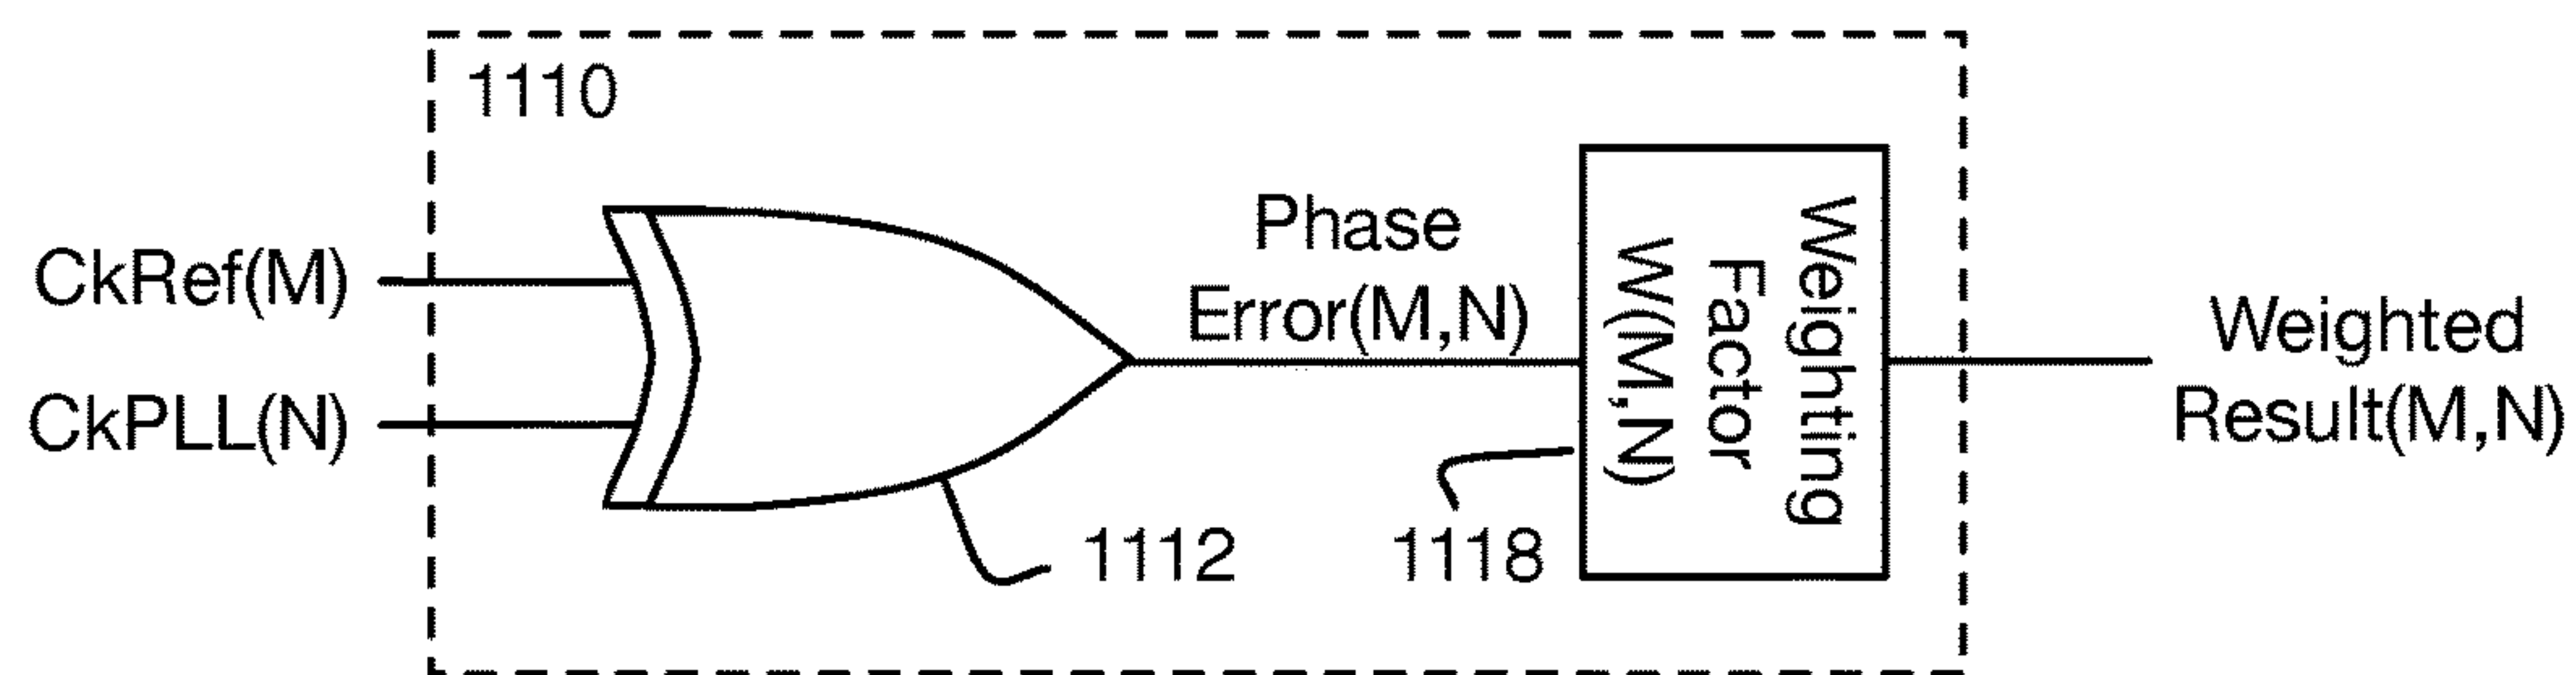 1110
CkRef(M)
CkPLL(N)
Phase
Error(M,N)
Weighting
Factor
W(M,N)
Weighted
Result(M,N)
1112
1118